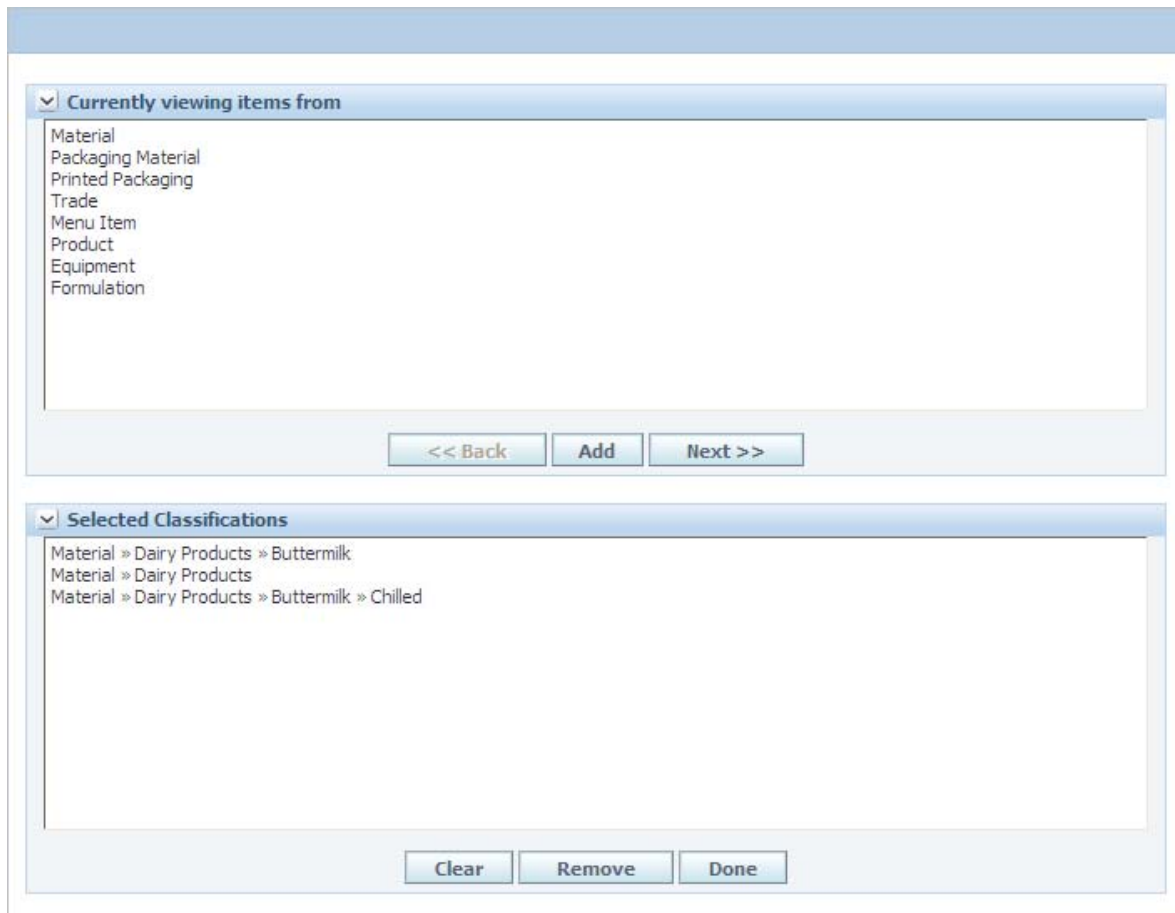 Currently viewing items from
Material
Packaging Material
Printed Packaging
Trade
Menu Item
Product
Equipment
Formulation
<< Back Add Next >>
Selected Classifications
Material » Dairy Products » Buttermilk
Material » Dairy Products
Material » Dairy Products » Buttermilk » Chilled
Clear Remove Done